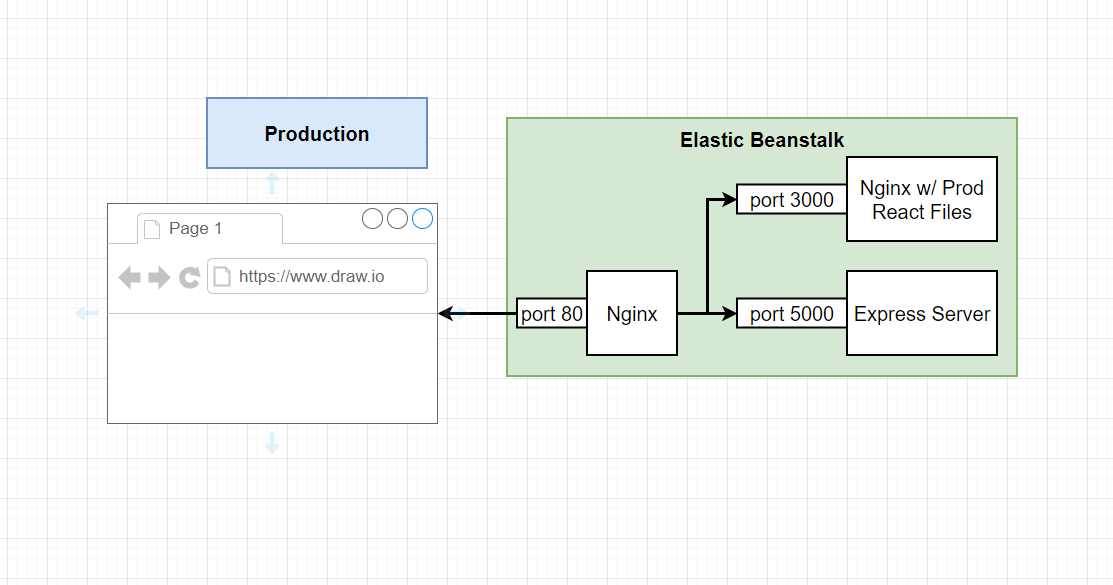 Production
Elastic Beanstalk
Page 1
https://www.draw.io
port 80
Nginx
port 3000
Nginx w/ Prod
React Files
port 5000
Express Server